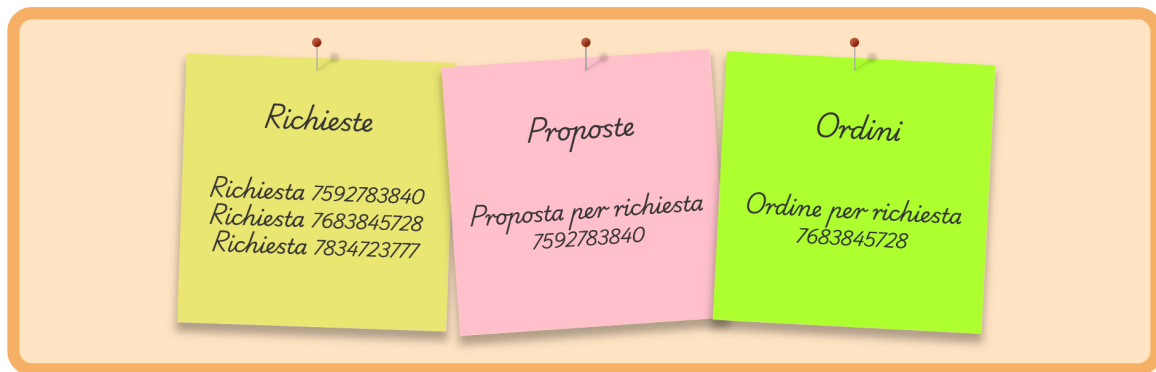 Richieste
Richiesta 7592783840
Richiesta 7683845728
Richiesta 7834723777
Proposte
Proposta per richiesta
7592783840
Ordini
Ordine per richiesta
7683845728